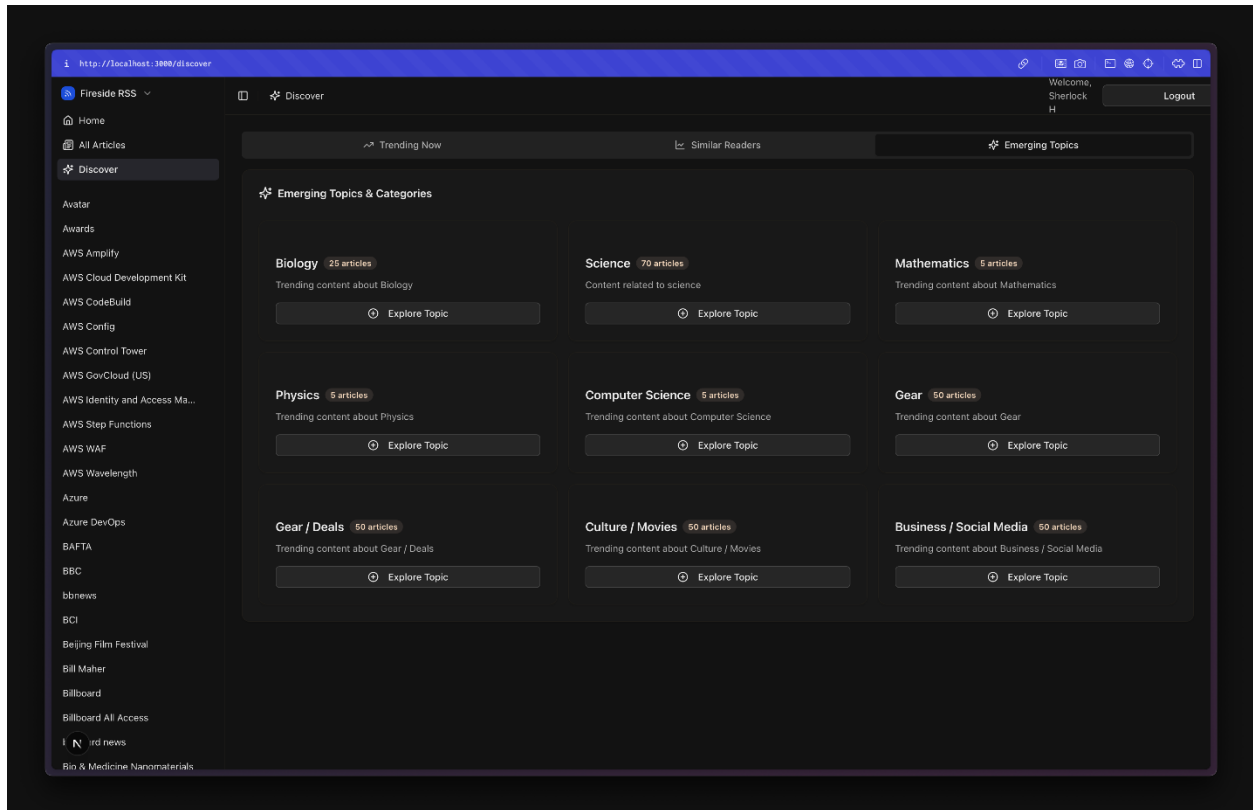 i http://localhost:3000/discover
Fireside RSS
Home
All Articles
Discover
Avatar
Awards
AWS Amplify
AWS Cloud Development Kit
AWS CodeBuild
AWS Config
AWS Control Tower
AWS GovCloud (US)
AWS Identity and Access Ma...
AWS Step Functions
AWS WAF
AWS Wavelength
Azure
Azure DevOps
BAFTA
BBC
bbnews
BCI
Beijing Film Festival
Bill Maher
Billboard
Billboard All Access
N
rd news
Bio & Medicine Nanomaterials
Discover
Welcome,
Sherlock
H
Logout
Trending Now
Similar Readers
Emerging Topics
Emerging Topics & Categories
Biology 25 articles
Trending content about Biology
Explore Topic
Science 70 articles
Content related to science
Explore Topic
Mathematics 5 articles
Trending content about Mathematics
Explore Topic
Physics 5 articles
Trending content about Physics
Explore Topic
Computer Science 5 articles
Trending content about Computer Science
Explore Topic
Gear 50 articles
Trending content about Gear
Explore Topic
Gear / Deals 50 articles
Trending content about Gear / Deals
Explore Topic
Culture / Movies 50 articles
Trending content about Culture / Movies
Explore Topic
Business / Social Media 50 articles
Trending content about Business / Social Media
Explore Topic